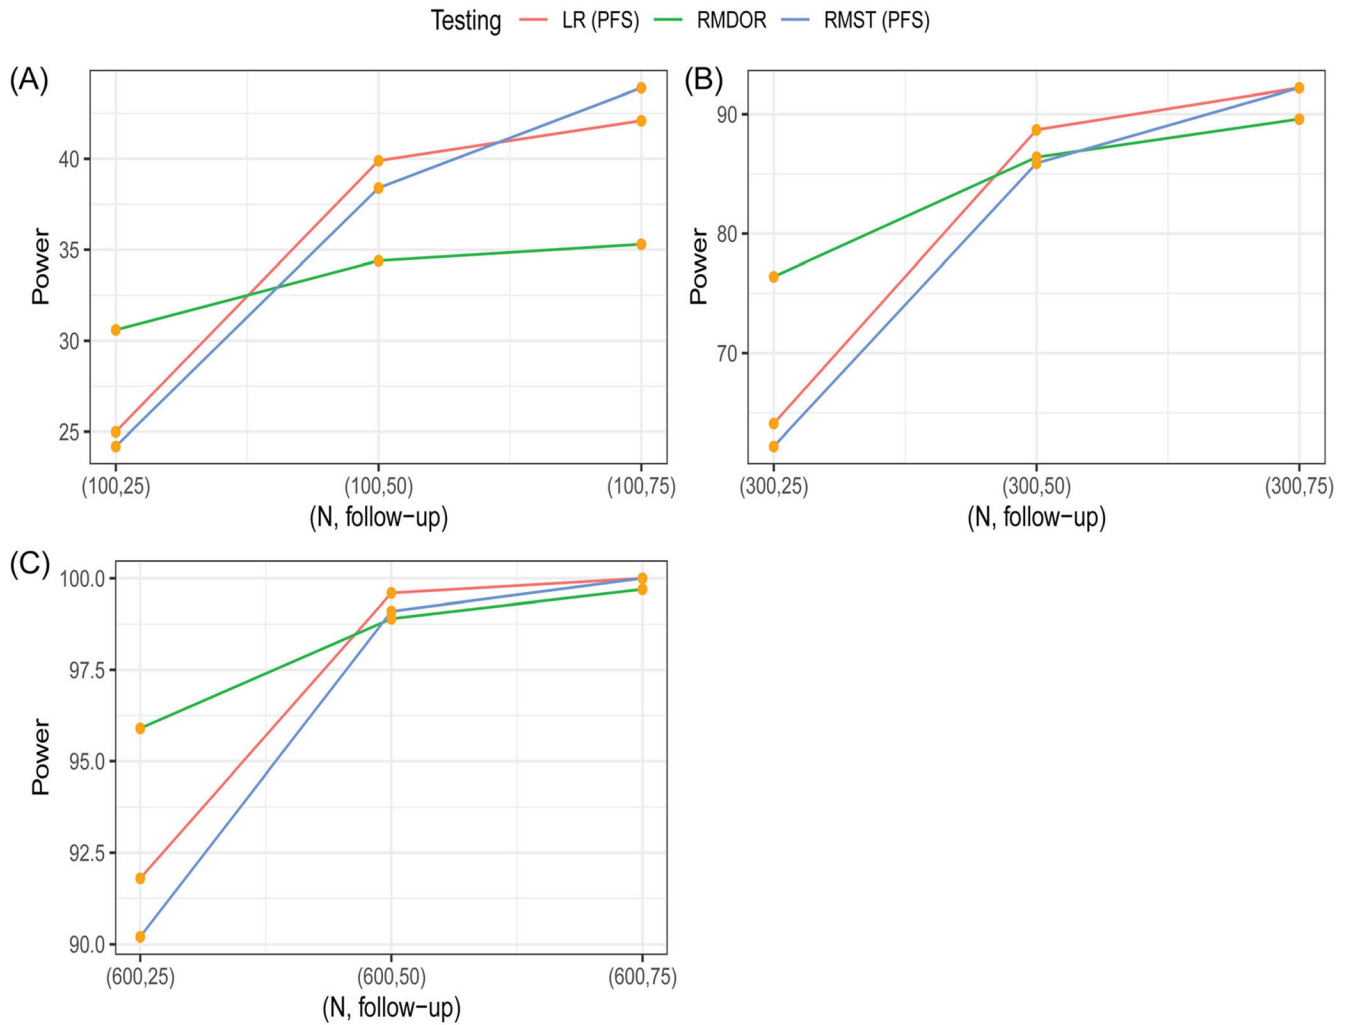 Testing LR (PFS) RMDOR RMST (PFS)
(A)
40
35
30
25
Power
(100,25) (100,50) (100,75)
(N, follow−up)
(B)
90
80
70
Power
(300,25) (300,50) (300,75)
(N, follow−up)
(C)
100.0
97.5
95.0
92.5
90.0
Power
(600,25) (600,50) (600,75)
(N, follow−up)